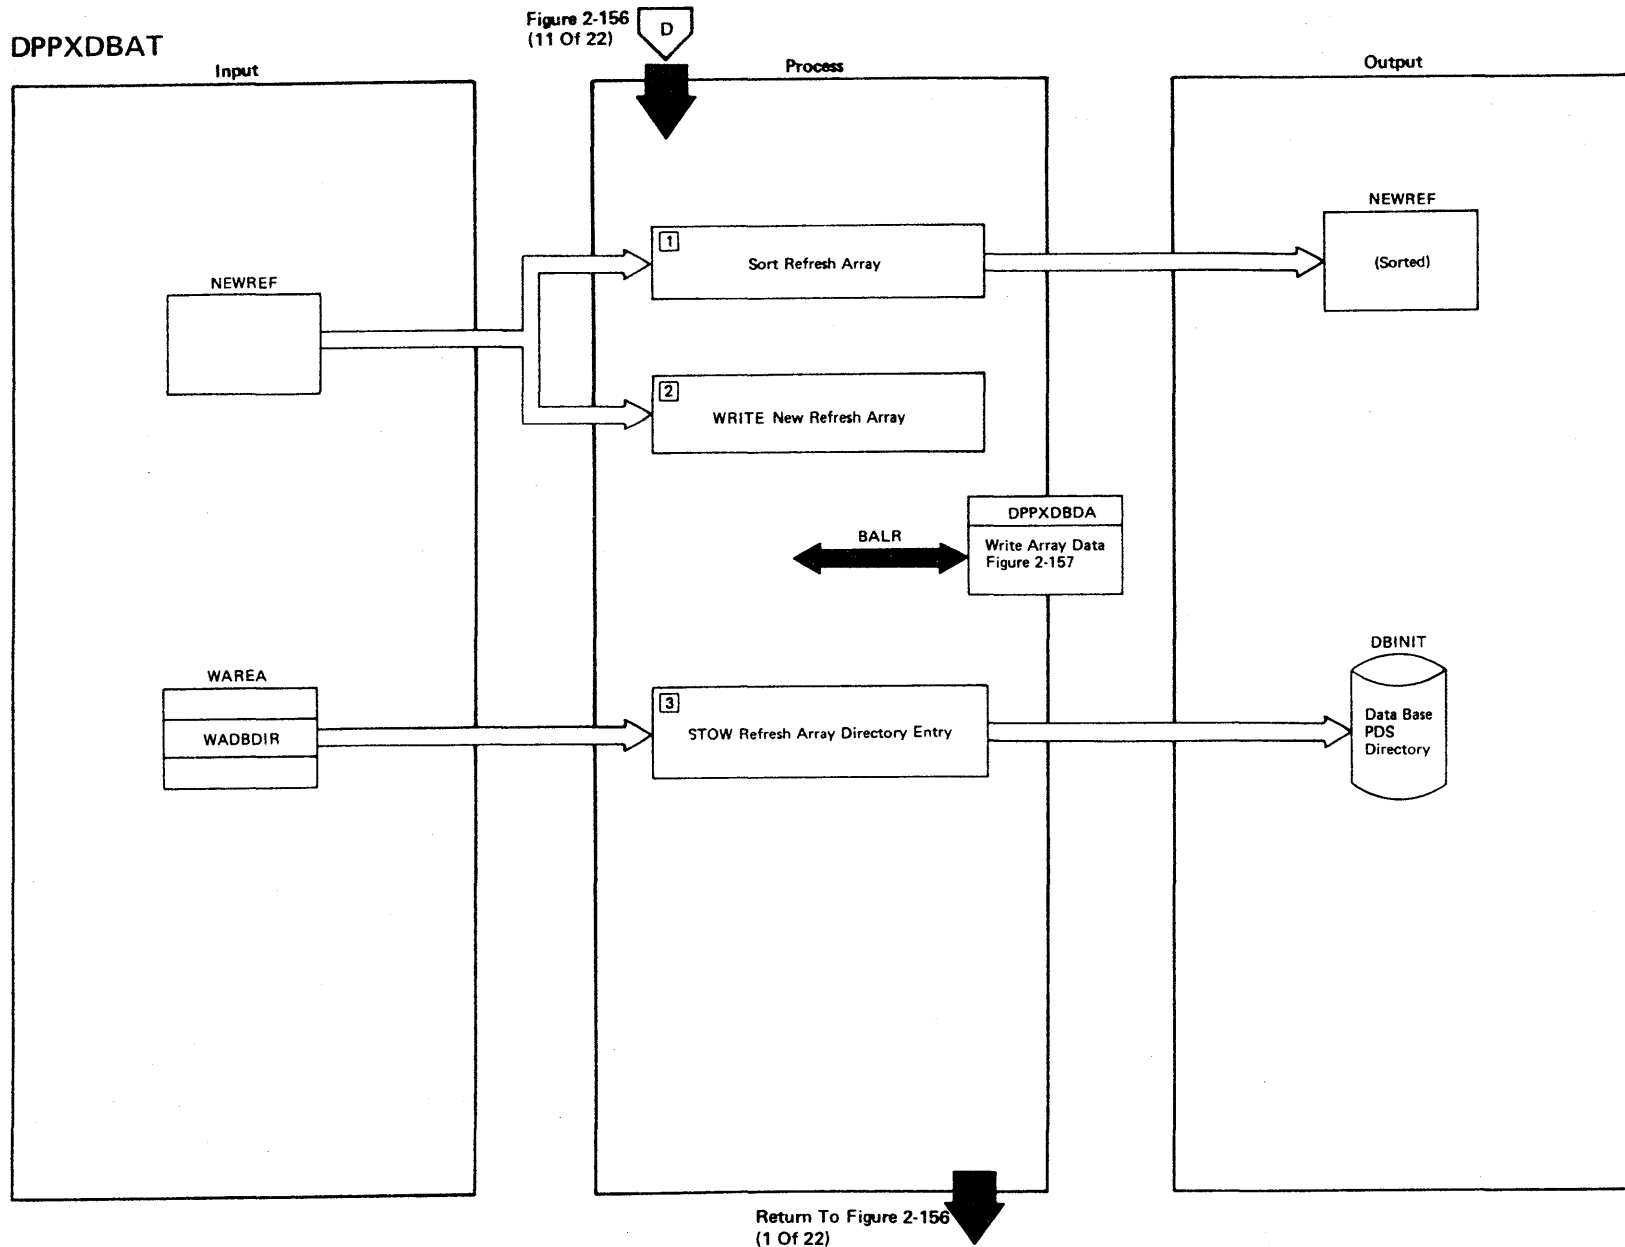 DPPXDBAT
Figure 2-156
(11 Of 22)
D
Input
Process
Output
NEWREF
1
Sort Refresh Array
NEWREF
(Sorted)
2
WRITE New Refresh Array
BALR
DPPXDBDA
Write Array Data
Figure 2-157
WAREA
WADBDIR
3
STOW Refresh Array Directory Entry
DBINIT
Data Base
PDS
Directory
Return To Figure 2-156
(1 Of 22)